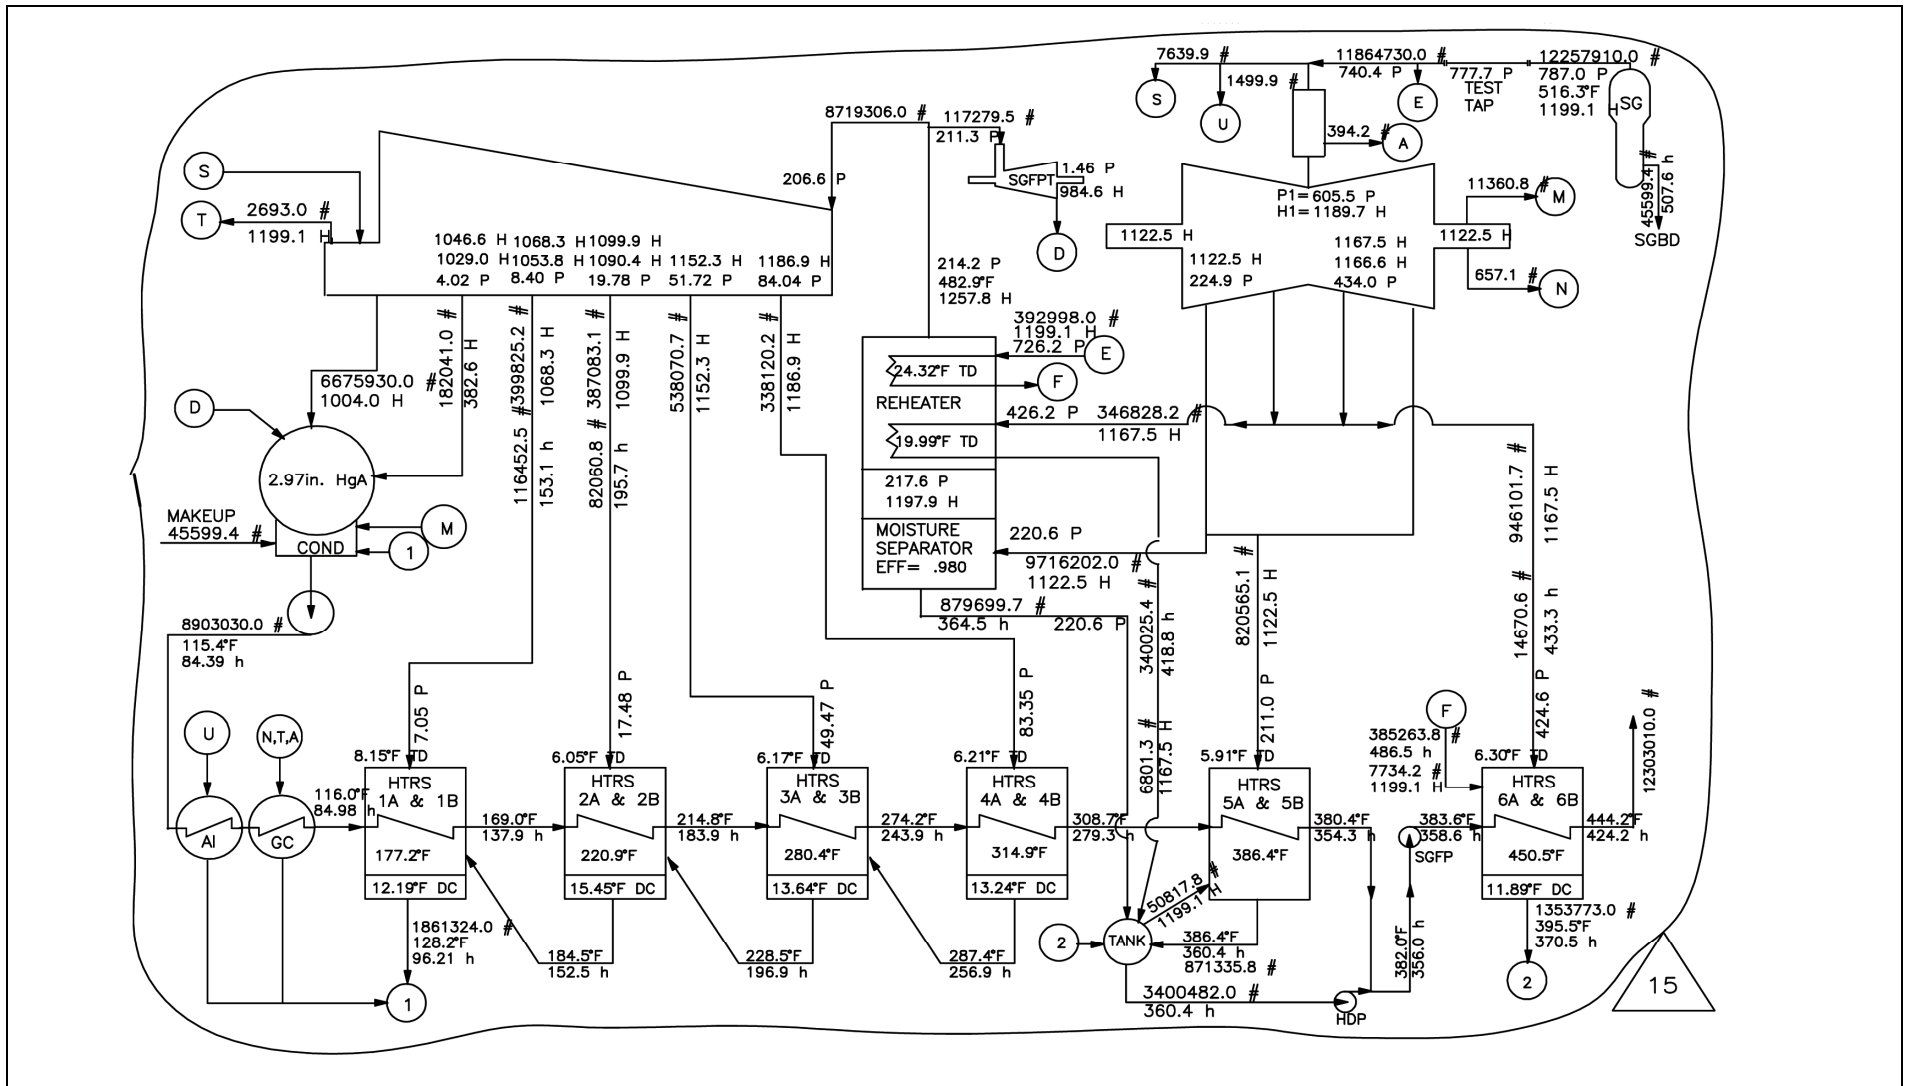 7639.9 #
11864730.0 #
12257910.0 #
1499.9 #
740.4 P
777.7 P
787.0 P
TEST
TAP
516.3°F
1199.1 H
SG
S
U
E
394.2 #
A
8719306.0 #
117279.5 #
211.3 P
206.6 P
1.46 P
SGFPT
984.6 H
D
P1= 605.5 P
H1= 1189.7 H
11360.8 #
M
45599.4 #
507.6 h
SGBD
1122.5 H
1122.5 H
1122.5 H
224.9 P
1167.5 H
1166.6 H
434.0 P
657.1 #
N
S
T
2693.0 #
1199.1 H
1046.6 H
1029.0 H
4.02 P
1068.3 H
1053.8 H
8.40 P
1099.9 H
1090.4 H
19.78 P
1152.3 H
51.72 P
1186.9 H
84.04 P
214.2 P
482.9°F
1257.8 H
392998.0 #
1199.1 H
726.2 P
E
24.32°F TD
F
REHEATER
426.2 P
346828.2 #
1167.5 H
19.99°F TD
217.6 P
1197.9 H
MOISTURE
SEPARATOR
EFF= .980
220.6 P
9716202.0 #
1122.5 H
879699.7 #
364.5 h
220.6 P
6675930.0 #
1004.0 H
182041.0 #
382.6 H
399825.2 #
1068.3 H
116452.5 #
153.1 h
387083.1 #
1099.9 H
82060.8 #
195.7 h
538070.7 #
1152.3 H
338120.2 #
1186.9 H
D
2.97in. HgA
MAKEUP
45599.4 #
COND
M
1
8903030.0 #
115.4°F
84.39 h
340025.4 #
418.8 h
6801.3 #
1167.5 H
820565.1 #
1122.5 H
211.0 P
946101.7 #
1167.5 H
14670.6 #
433.3 h
424.6 P
7.05 P
17.48 P
49.47 P
83.35 P
U
N,T,A
AI
GC
116.0°F
84.98 h
8.15°F TD
HTRS
1A & 1B
177.2°F
12.19°F DC
169.0°F
137.9 h
6.05°F TD
HTRS
2A & 2B
220.9°F
15.45°F DC
214.8°F
183.9 h
6.17°F TD
HTRS
3A & 3B
280.4°F
13.64°F DC
274.2°F
243.9 h
6.21°F TD
HTRS
4A & 4B
314.9°F
13.24°F DC
308.7°F
279.3 h
5.91°F TD
HTRS
5A & 5B
386.4°F
380.4°F
354.3 h
F
385263.8 #
486.5 h
7734.2 #
1199.1 H
383.6°F
358.6 h
SGFP
6.30°F TD
HTRS
6A & 6B
450.5°F
11.89°F DC
444.2°F
424.2 h
12303010.0 #
1861324.0 #
128.2°F
96.21 h
1
184.5°F
152.5 h
228.5°F
196.9 h
287.4°F
256.9 h
2
TANK
50817.8 #
1199.1 H
386.4°F
360.4 h
871335.8 #
3400482.0 #
360.4 h
HDP
382.0°F
356.0 h
1353773.0 #
395.5°F
370.5 h
2
15